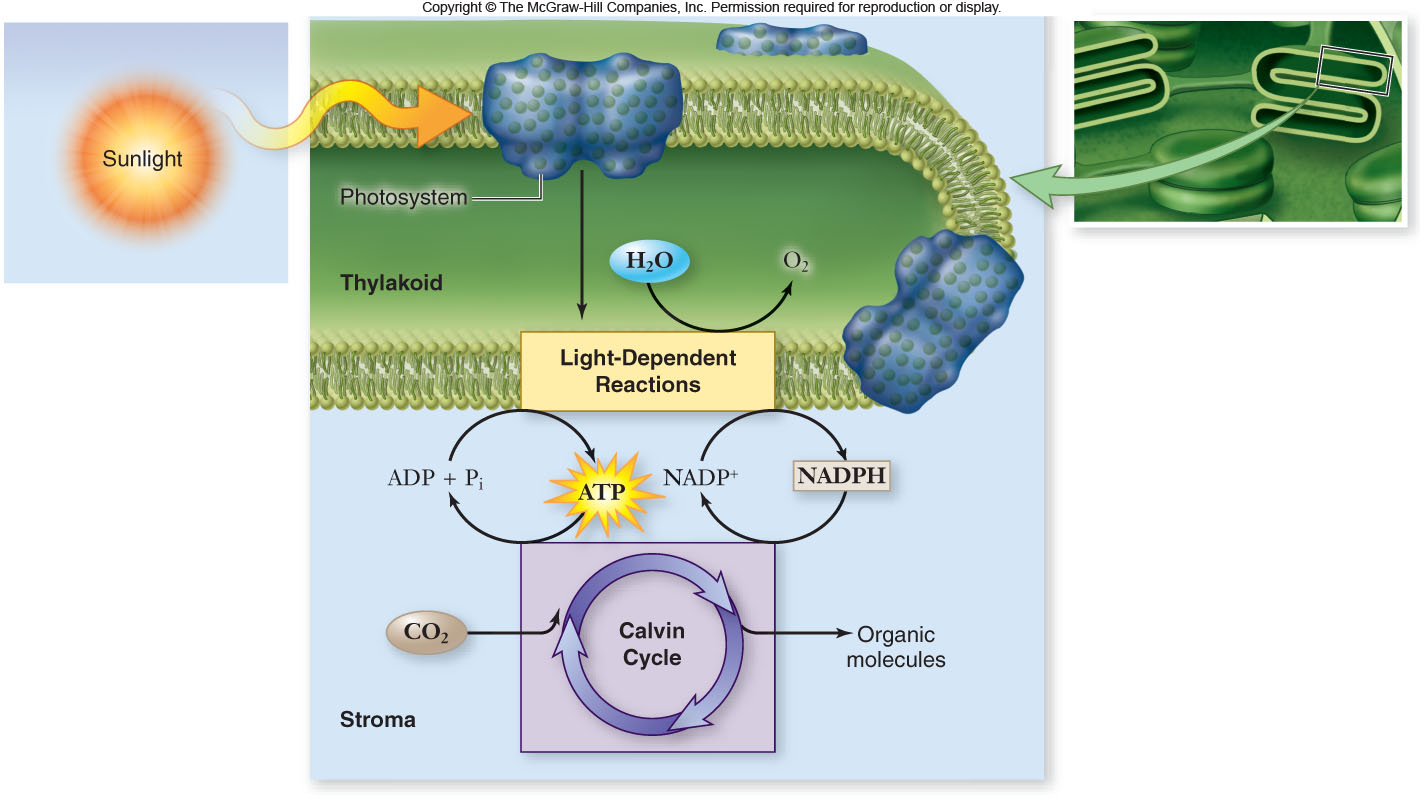 Copyright © The McGraw-Hill Companies, Inc. Permission required for reproduction or display.
Sunlight
Photosystem
Thylakoid
H₂O
O₂
Light-Dependent
Reactions
ADP + Pᵢ
ATP
NADP⁺
NADPH
CO₂
Calvin
Cycle
Organic
molecules
Stroma